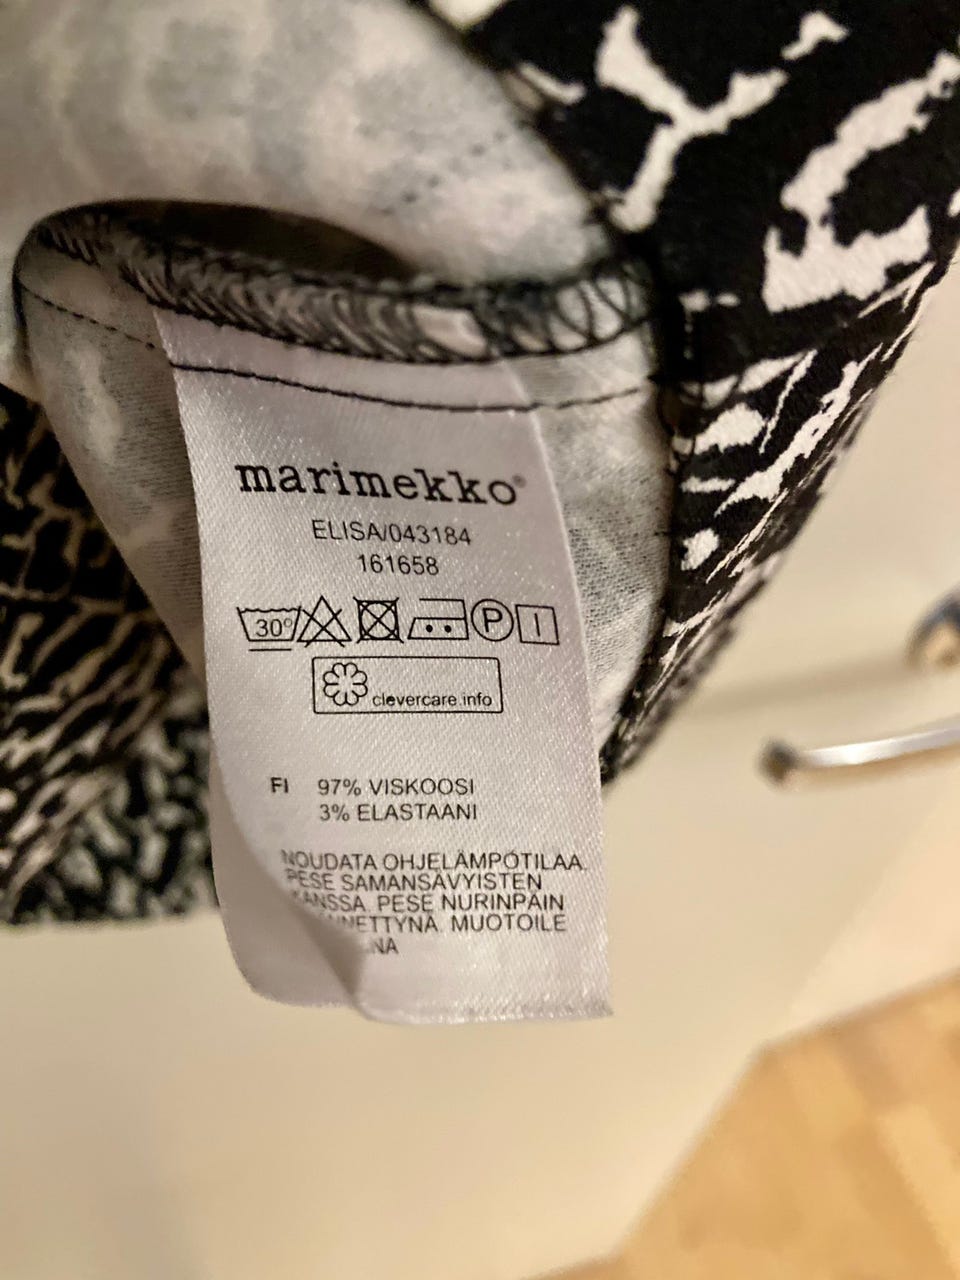 marimekko®
ELISA/043184
161658
30° P I
clevercare.info
FI 97% VISKOOSI
3% ELASTAANI
NOUDATA OHJELÄMPÖTILAA.
PESE SAMANSÄVYISTEN
KANSSA. PESE NURINPÄIN
MUOTOILE